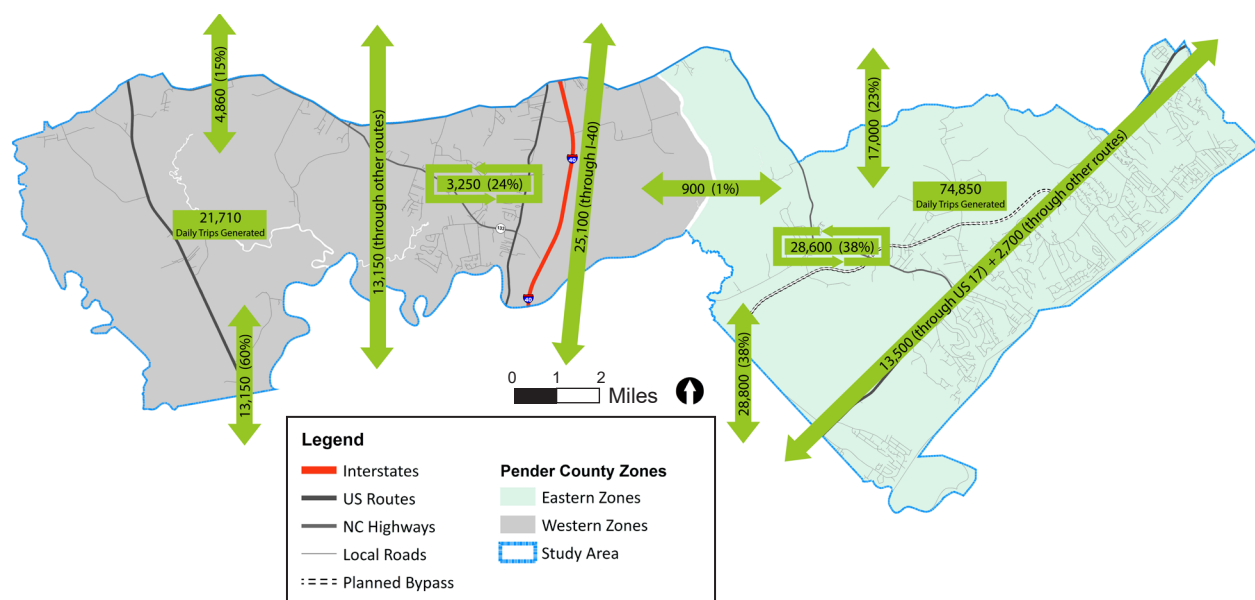 4,860 (15%)
13,150 (through other routes)
25,100 (through I-40)
17,000 (23%)
13,500 (through US 17) + 2,700 (through other routes)
40
3,250 (24%)
900 (1%)
74,850
Daily Trips Generated
21,710
Daily Trips Generated
133
28,600 (38%)
40
13,150 (60%)
28,800 (38%)
0 1 2
Miles
Legend
Interstates
US Routes
NC Highways
Local Roads
Planned Bypass
Pender County Zones
Eastern Zones
Western Zones
Study Area